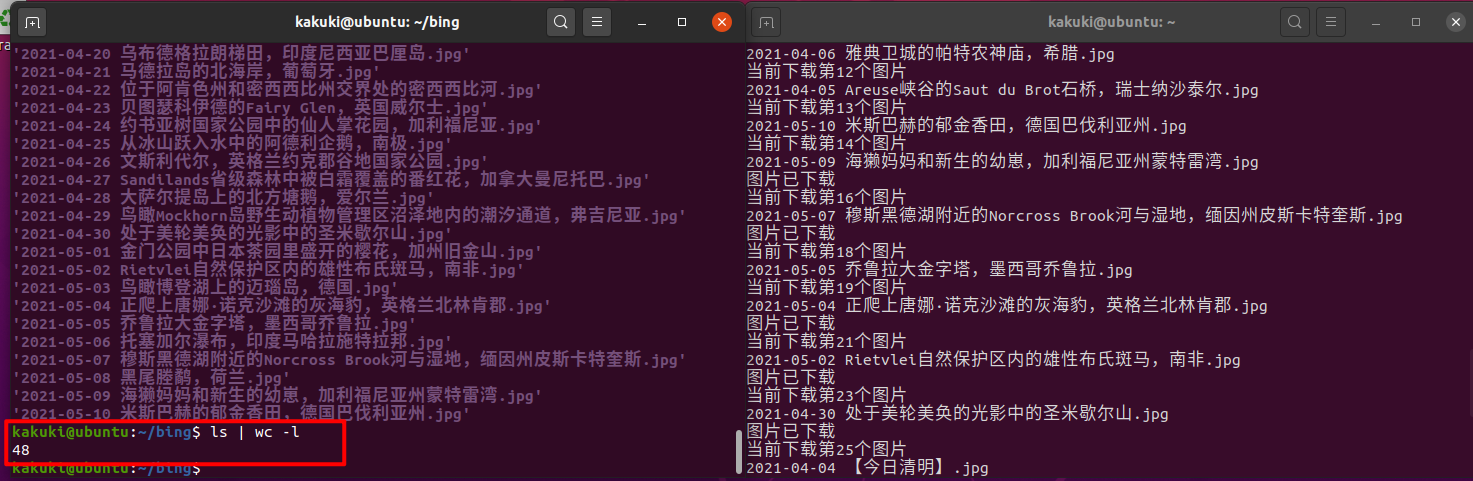 kakuki@ubuntu: ~/bing
'2021-04-20 乌布德格拉朗梯田，印度尼西亚巴厘岛.jpg'
'2021-04-21 马德拉岛的北海岸，葡萄牙.jpg'
'2021-04-22 位于阿肯色州和密西西比州交界处的密西西比河.jpg'
'2021-04-23 贝图瑟科伊德的Fairy Glen，英国威尔士.jpg'
'2021-04-24 约书亚树国家公园中的仙人掌花园，加利福尼亚.jpg'
'2021-04-25 从冰山跃入水中的阿德利企鹅，南极.jpg'
'2021-04-26 文斯利代尔，英格兰约克郡谷地国家公园.jpg'
'2021-04-27 Sandilands省级森林中被白霜覆盖的番红花，加拿大曼尼托巴.jpg'
'2021-04-28 大萨尔提岛上的北方塘鹅，爱尔兰.jpg'
'2021-04-29 鸟瞰Mockhorn岛野生动植物管理区沼泽地内的潮汐通道，弗吉尼亚.jpg'
'2021-04-30 处于美轮美奂的光影中的圣米歇尔山.jpg'
'2021-05-01 金门公园中日本茶园里盛开的樱花，加州旧金山.jpg'
'2021-05-02 Rietvlei自然保护区内的雄性布氏斑马，南非.jpg'
'2021-05-03 鸟瞰博登湖上的迈瑙岛，德国.jpg'
'2021-05-04 正爬上唐娜·诺克沙滩的灰海豹，英格兰北林肯郡.jpg'
'2021-05-05 乔鲁拉大金字塔，墨西哥乔鲁拉.jpg'
'2021-05-06 托塞加尔瀑布，印度马哈拉施特拉邦.jpg'
'2021-05-07 穆斯黑德湖附近的Norcross Brook河与湿地，缅因州皮斯卡特奎斯.jpg'
'2021-05-08 黑尾塍鹬，荷兰.jpg'
'2021-05-09 海獭妈妈和新生的幼崽，加利福尼亚州蒙特雷湾.jpg'
'2021-05-10 米斯巴赫的郁金香田，德国巴伐利亚州.jpg'
kakuki@ubuntu:~/bing$ ls | wc -l
48
kakuki@ubuntu:~/bing$
kakuki@ubuntu: ~
2021-04-06 雅典卫城的帕特农神庙，希腊.jpg
当前下载第12个图片
2021-04-05 Areuse峡谷的Saut du Brot石桥，瑞士纳沙泰尔.jpg
当前下载第13个图片
2021-05-10 米斯巴赫的郁金香田，德国巴伐利亚州.jpg
当前下载第14个图片
2021-05-09 海獭妈妈和新生的幼崽，加利福尼亚州蒙特雷湾.jpg
图片已下载
当前下载第16个图片
2021-05-07 穆斯黑德湖附近的Norcross Brook河与湿地，缅因州皮斯卡特奎斯.jpg
图片已下载
当前下载第18个图片
2021-05-05 乔鲁拉大金字塔，墨西哥乔鲁拉.jpg
当前下载第19个图片
2021-05-04 正爬上唐娜·诺克沙滩的灰海豹，英格兰北林肯郡.jpg
图片已下载
当前下载第21个图片
2021-05-02 Rietvlei自然保护区内的雄性布氏斑马，南非.jpg
图片已下载
当前下载第23个图片
2021-04-30 处于美轮美奂的光影中的圣米歇尔山.jpg
图片已下载
当前下载第25个图片
2021-04-04 【今日清明】.jpg